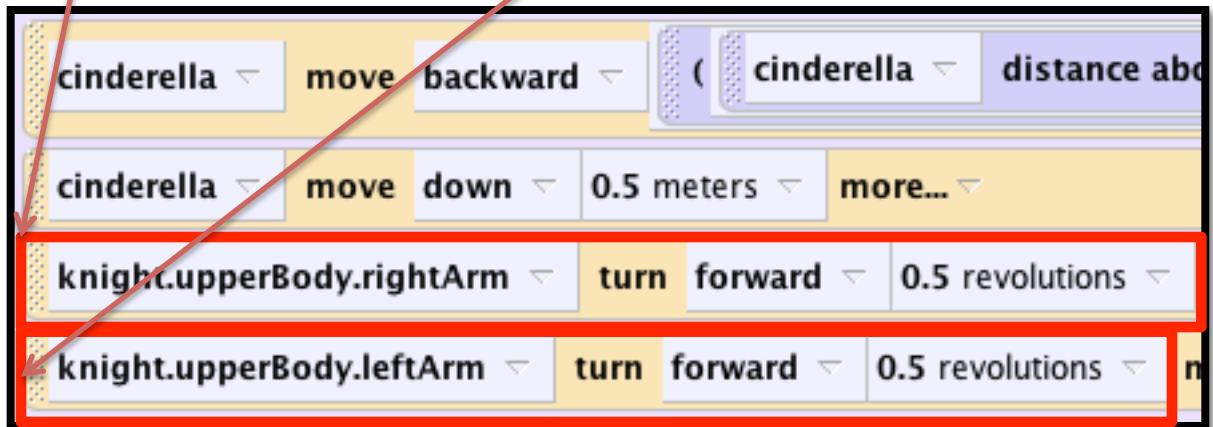 cinderella move backward ( cinderella distance
cinderella move down 0.5 meters more...
knight.upperBody.rightArm turn forward 0.5 revolutions
knight.upperBody.leftArm turn forward 0.5 revolutions